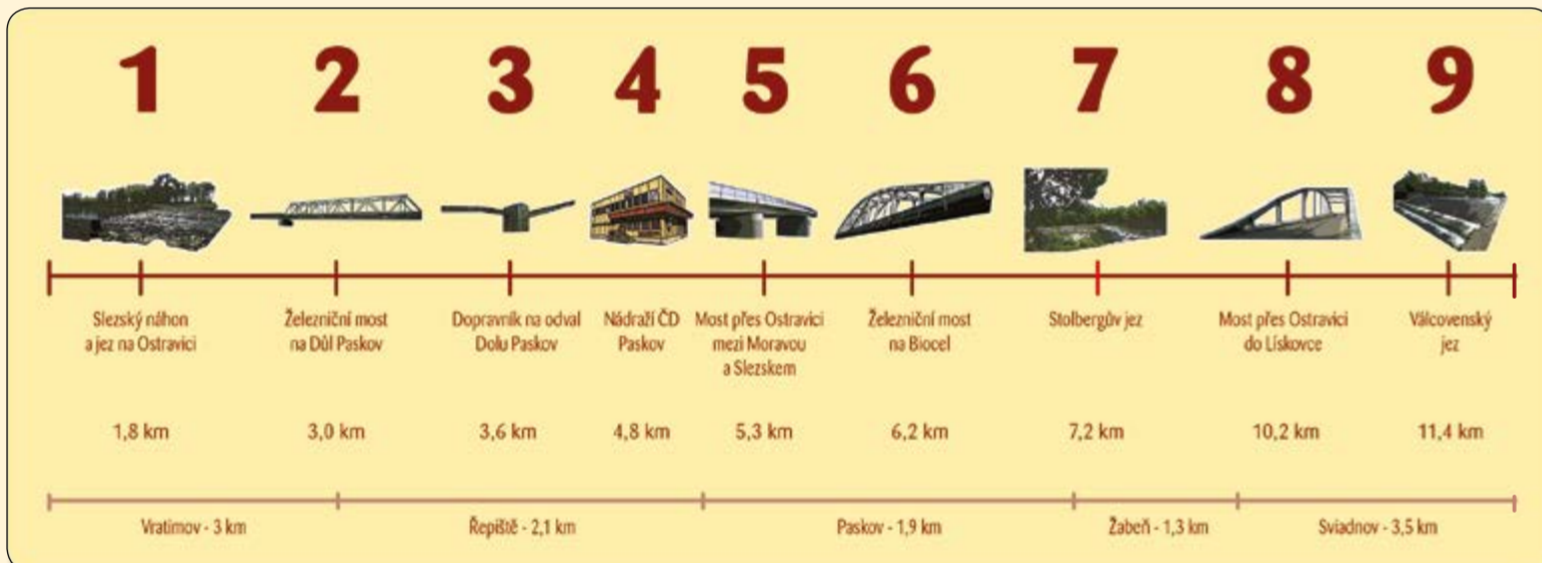 1 2 3 4 5 6 7 8 9
Slezský náhon
a jez na Ostravici
Železniční most
na Důl Paskov
Dopravník na odval
Dolu Paskov
Nádraží ČD
Paskov
Most přes Ostravici
mezi Moravou
a Slezskem
Železniční most
na Biocel
Stolbergův jez
Most přes Ostravici
do Lískovce
Válcovenský
jez
1,8 km 3,0 km 3,6 km 4,8 km 5,3 km 6,2 km 7,2 km 10,2 km 11,4 km
Vratimov - 3 km Řepiště - 2,1 km Paskov - 1,9 km Žabeň - 1,3 km Sviadnov - 3,5 km